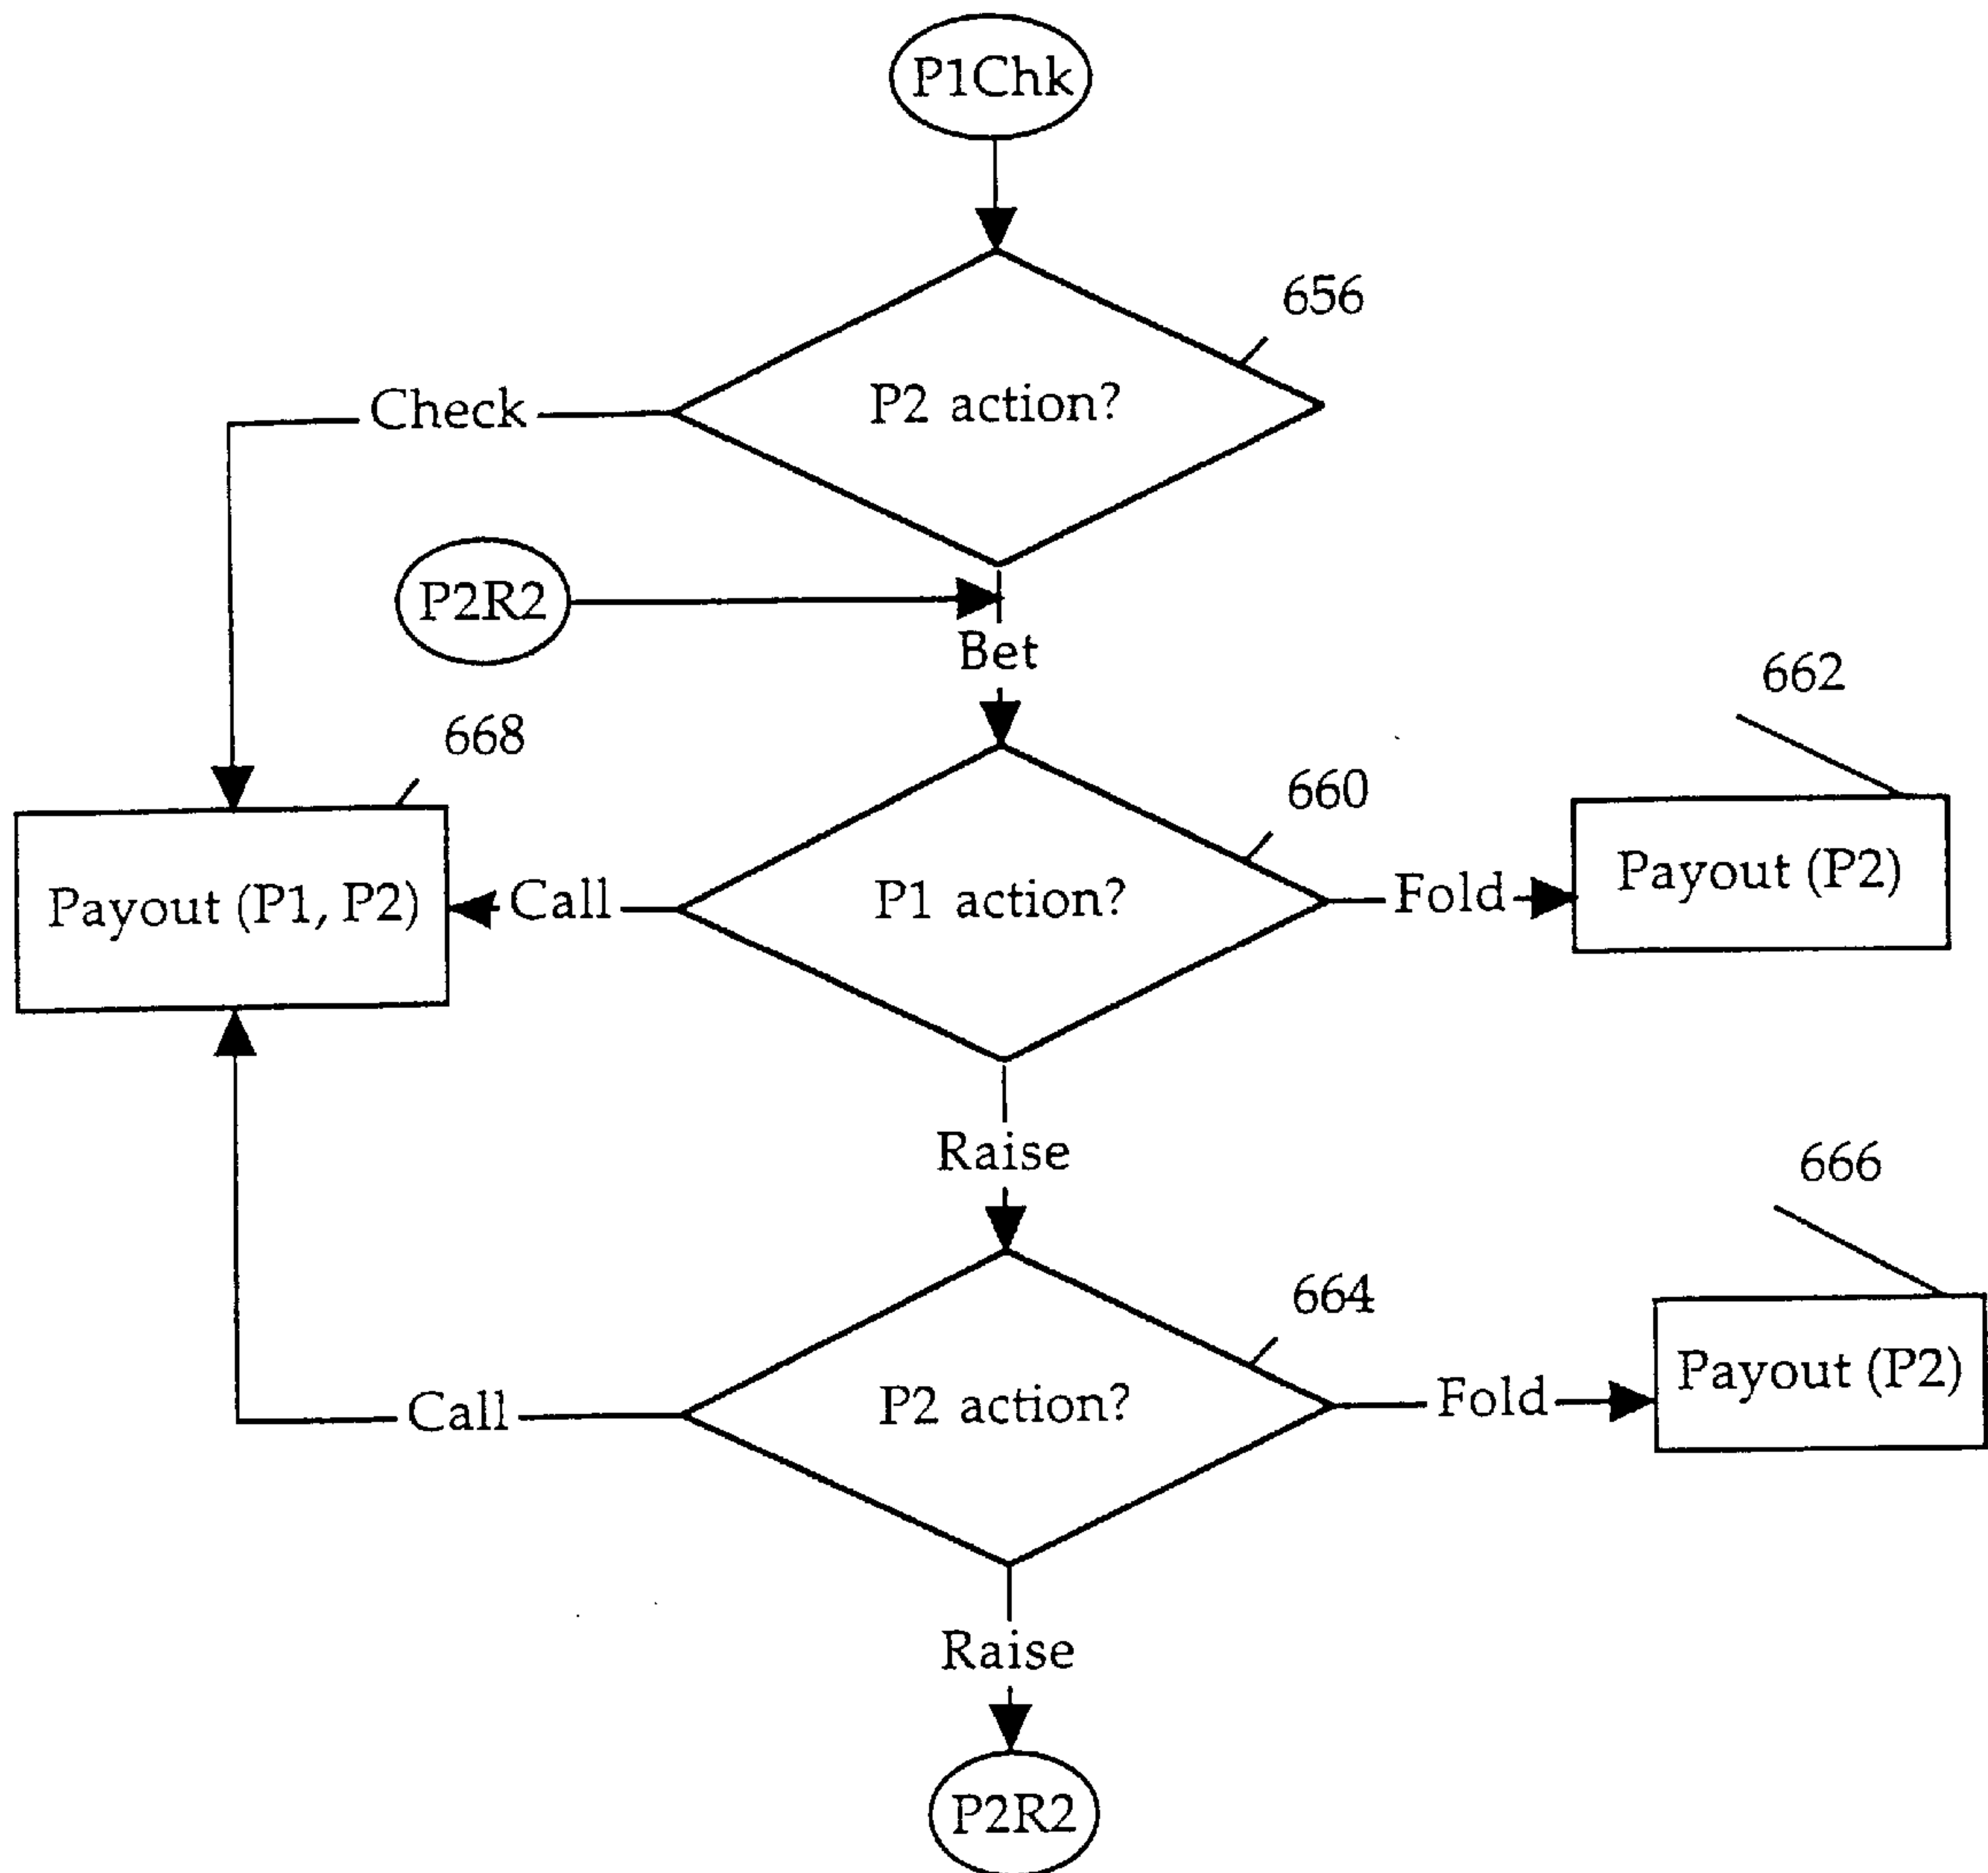 P1Chk
656
P2 action?
Check
P2R2
Bet
662
668
660
Payout (P1, P2)
Call
P1 action?
Fold
Payout (P2)
Raise
666
664
Call
P2 action?
Fold
Payout (P2)
Raise
P2R2